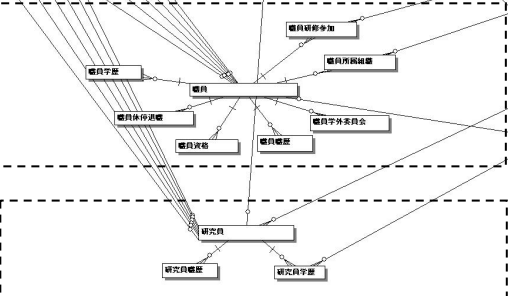 職員研修参加
職員所属組織
職員学歴
職員
職員休停退職
職員学外委員会
職員資格
職員職歴
研究員
研究員職歴
研究員学歴